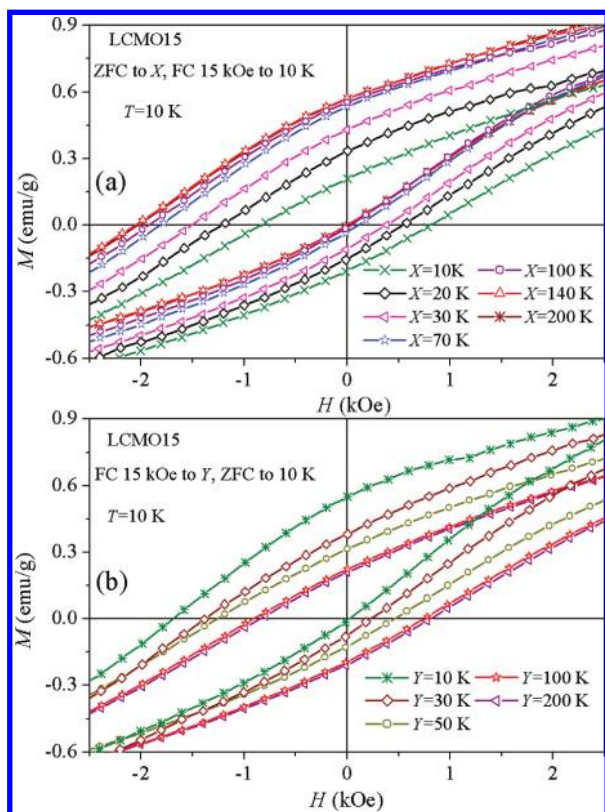 0.9
LCMO15
ZFC to X, FC 15 kOe to 10 K
0.6
T=10 K
0.3
(a)
M (emu/g)
0.0
X=10K X=100 K
-0.3
X=20 K X=140 K
X=30 K X=200 K
X=70 K
-0.6
-2 -1 0 1 2
H (kOe)
0.9
LCMO15
FC 15 kOe to Y, ZFC to 10 K
0.6
T=10 K
0.3
(b)
M (emu/g)
0.0
-0.3
Y=10 K Y=100 K
Y=30 K Y=200 K
Y=50 K
-0.6
-2 -1 0 1 2
H (kOe)